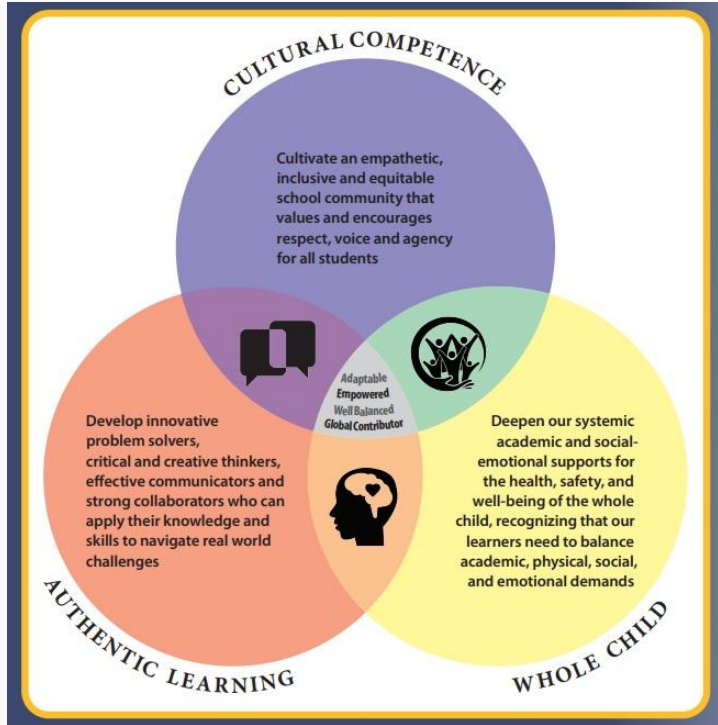 CULTURAL COMPETENCE
Cultivate an empathetic,
inclusive and equitable
school community that
values and encourages
respect, voice and agency
for all students
Adaptable
Empowered
Well Balanced
Global Contributor
Develop innovative
problem solvers,
critical and creative thinkers,
effective communicators and
strong collaborators who can
apply their knowledge and
skills to navigate real world
challenges
Deepen our systemic
academic and social-
emotional supports for
the health, safety, and
well-being of the whole
child, recognizing that our
learners need to balance
academic, physical, social,
and emotional demands
AUTHENTIC LEARNING
WHOLE CHILD